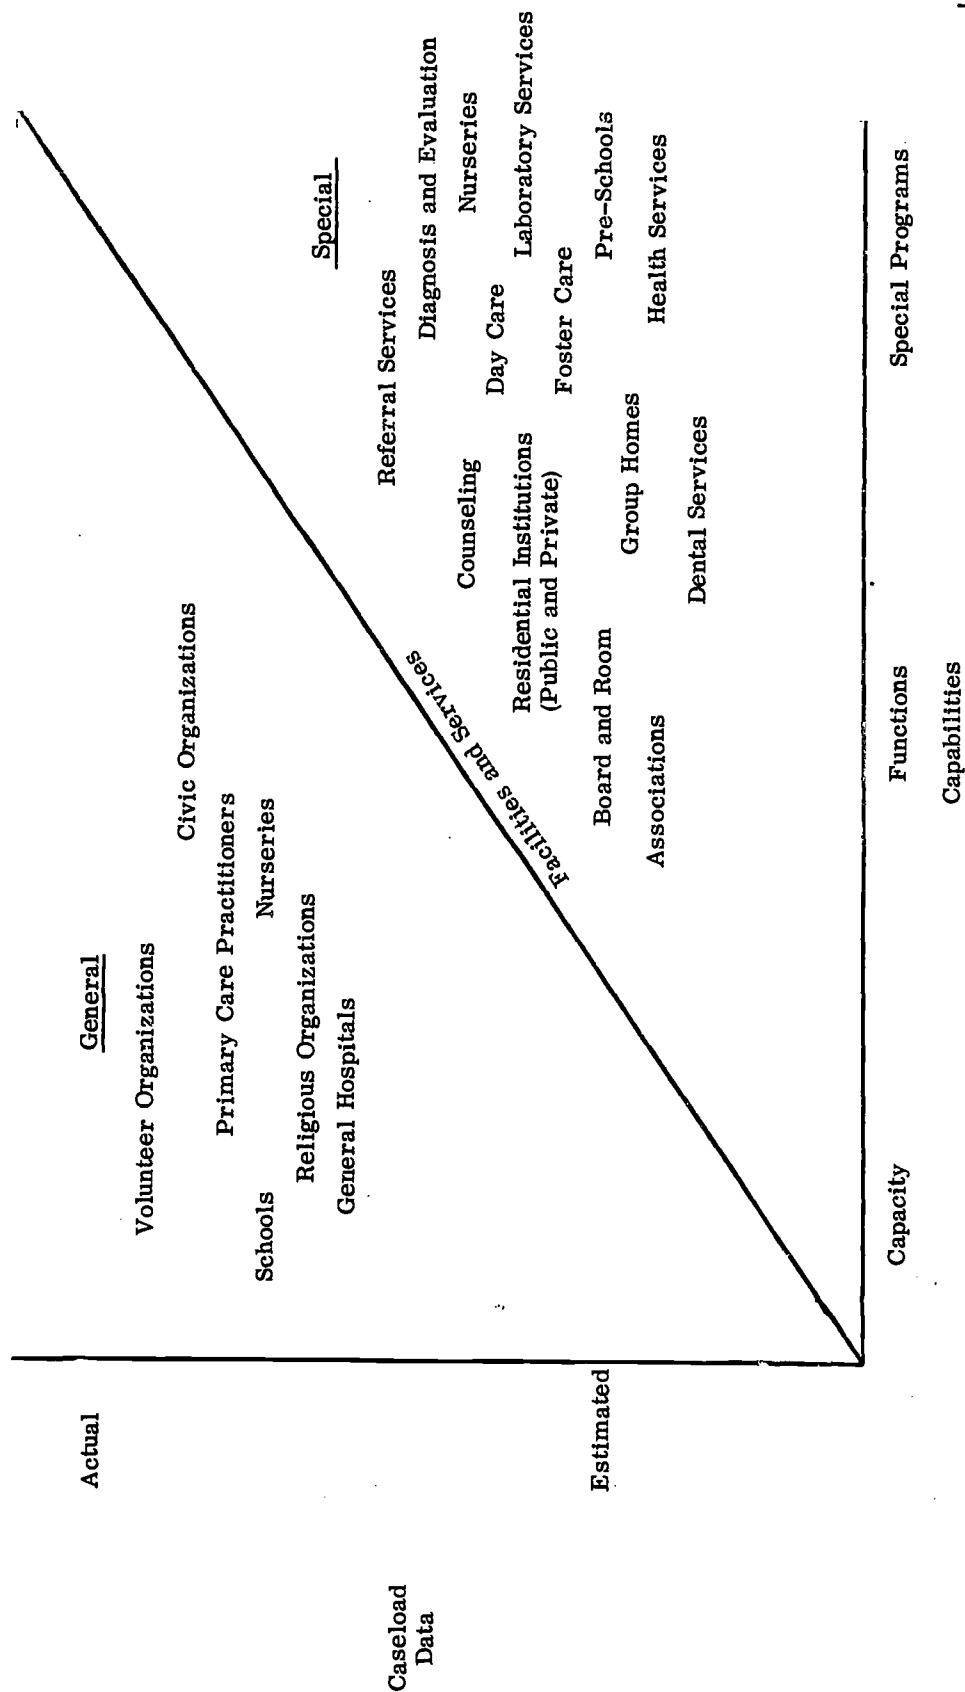 Actual
General
Volunteer Organizations
Civic Organizations
Primary Care Practitioners
Schools
Nurseries
Religious Organizations
General Hospitals
Caseload
Data
Special
Referral Services
Diagnosis and Evaluation
Facilities and Services
Counseling
Nurseries
Day Care
Residential Institutions
(Public and Private)
Laboratory Services
Foster Care
Estimated
Board and Room
Pre-Schools
Group Homes
Associations
Health Services
Dental Services
Capacity
Functions
Special Programs
Capabilities